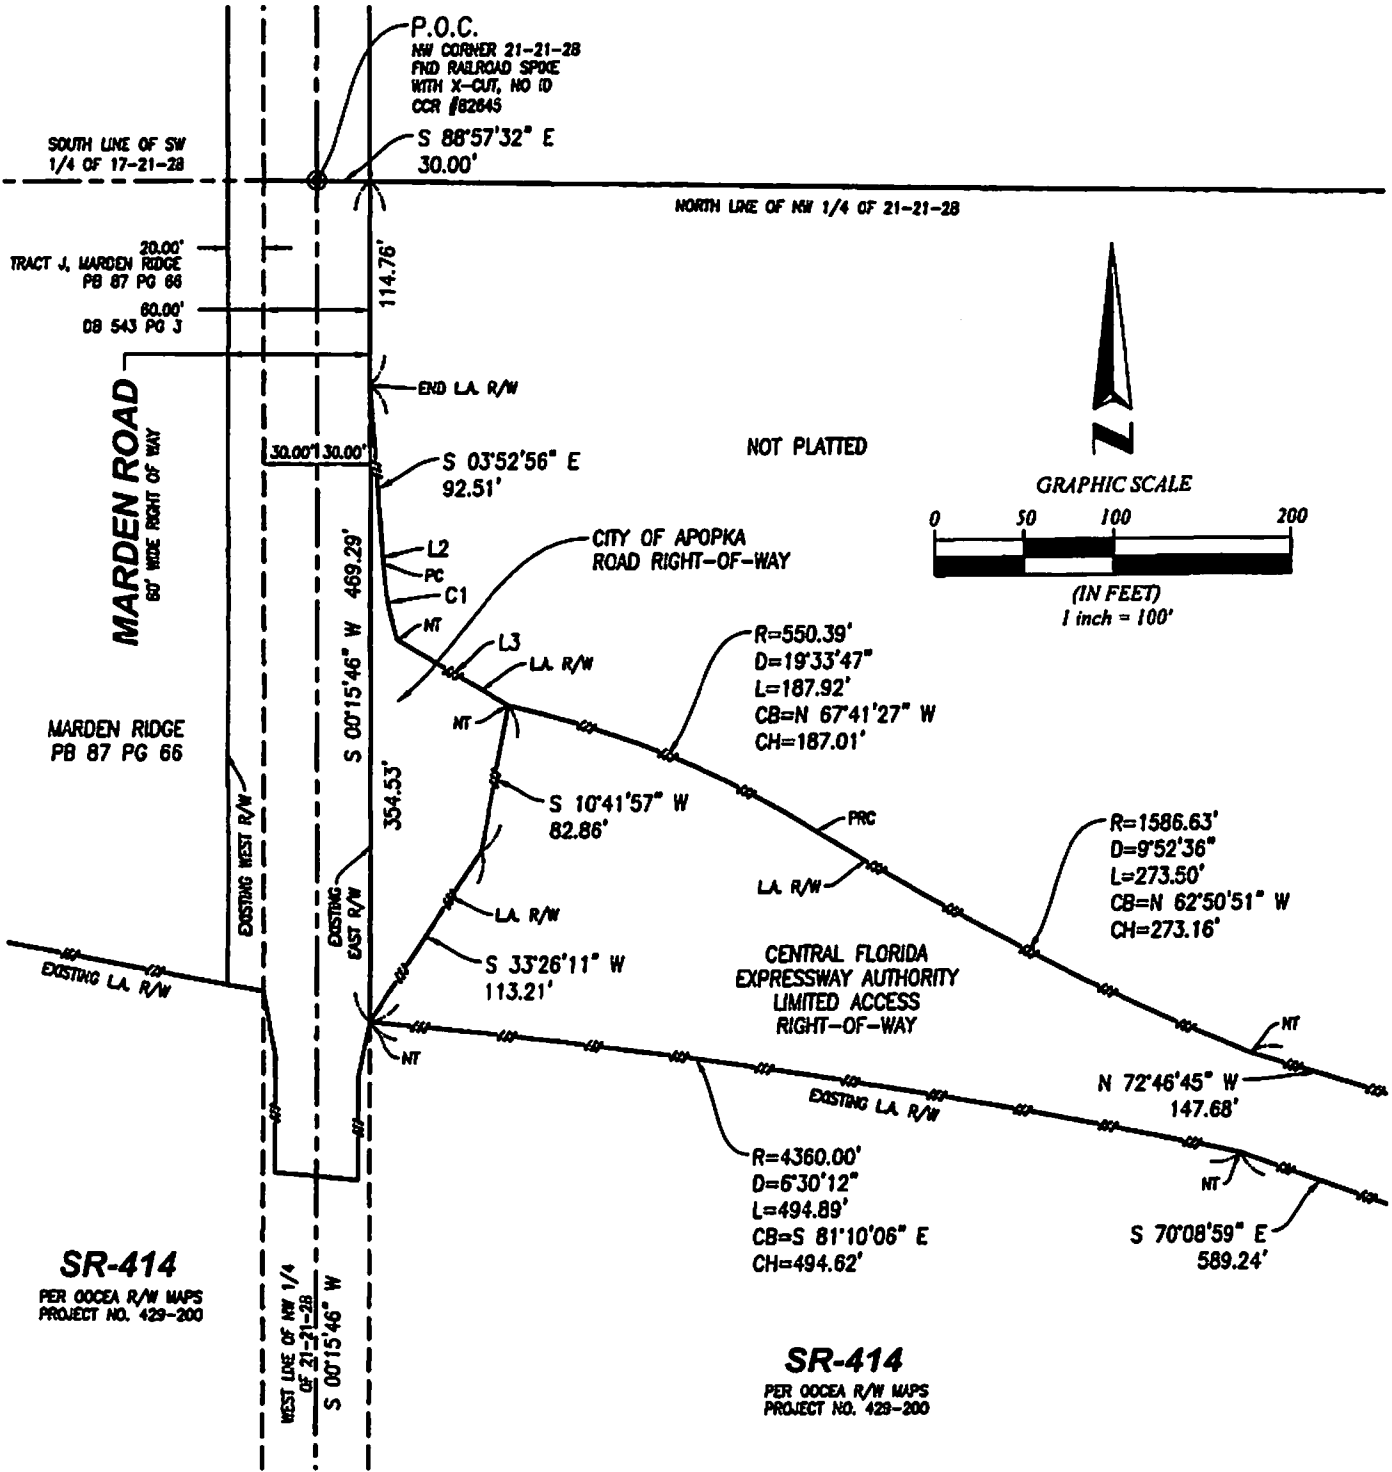 P.O.C.
NW CORNER 21-21-28
FND RAILROAD SPIKE
WITH X-CUT, NO ID
CCR #82645
S 88°57'32" E
30.00'
SOUTH LINE OF SW
1/4 OF 17-21-28
NORTH LINE OF NW 1/4 OF 21-21-28
20.00'
TRACT J, MARDEN RIDGE
PB 87 PG 66
60.00'
DB 543 PG 3
114.76'
END L.A. R/W
MARDEN ROAD
60' WIDE RIGHT OF WAY
30.00' 30.00'
S 03°52'56" E
92.51'
NOT PLATTED
N
GRAPHIC SCALE
0 50 100 200
(IN FEET)
1 inch = 100'
L2
PC
C1
NT
CITY OF APOPKA
ROAD RIGHT-OF-WAY
S 00°15'46" W 469.29'
L3
L.A. R/W
NT
R=550.39'
D=19°33'47"
L=187.92'
CB=N 67°41'27" W
CH=187.01'
MARDEN RIDGE
PB 87 PG 66
354.53'
S 10°41'57" W
82.86'
PRC
L.A. R/W
R=1586.63'
D=9°52'36"
L=273.50'
CB=N 62°50'51" W
CH=273.16'
EXISTING WEST R/W
EXISTING
EAST R/W
L.A. R/W
S 33°26'11" W
113.21'
CENTRAL FLORIDA
EXPRESSWAY AUTHORITY
LIMITED ACCESS
RIGHT-OF-WAY
EXISTING L.A. R/W
NT
NT
N 72°46'45" W
147.68'
EXISTING L.A. R/W
R=4360.00'
D=6°30'12"
L=494.89'
CB=S 81°10'06" E
CH=494.62'
NT
S 70°08'59" E
589.24'
SR-414
PER OOCEA R/W MAPS
PROJECT NO. 429-200
WEST LINE OF NW 1/4
OF 21-21-28
S 00°15'46" W
SR-414
PER OOCEA R/W MAPS
PROJECT NO. 429-200